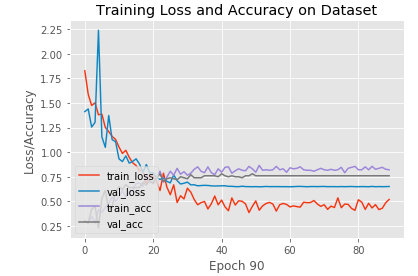 Training Loss and Accuracy on Dataset
Loss/Accuracy
2.25
2.00
1.75
1.50
1.25
1.00
0.75
0.50
0.25
train_loss
val_loss
train_acc
val_acc
0
20
40
60
80
Epoch 90